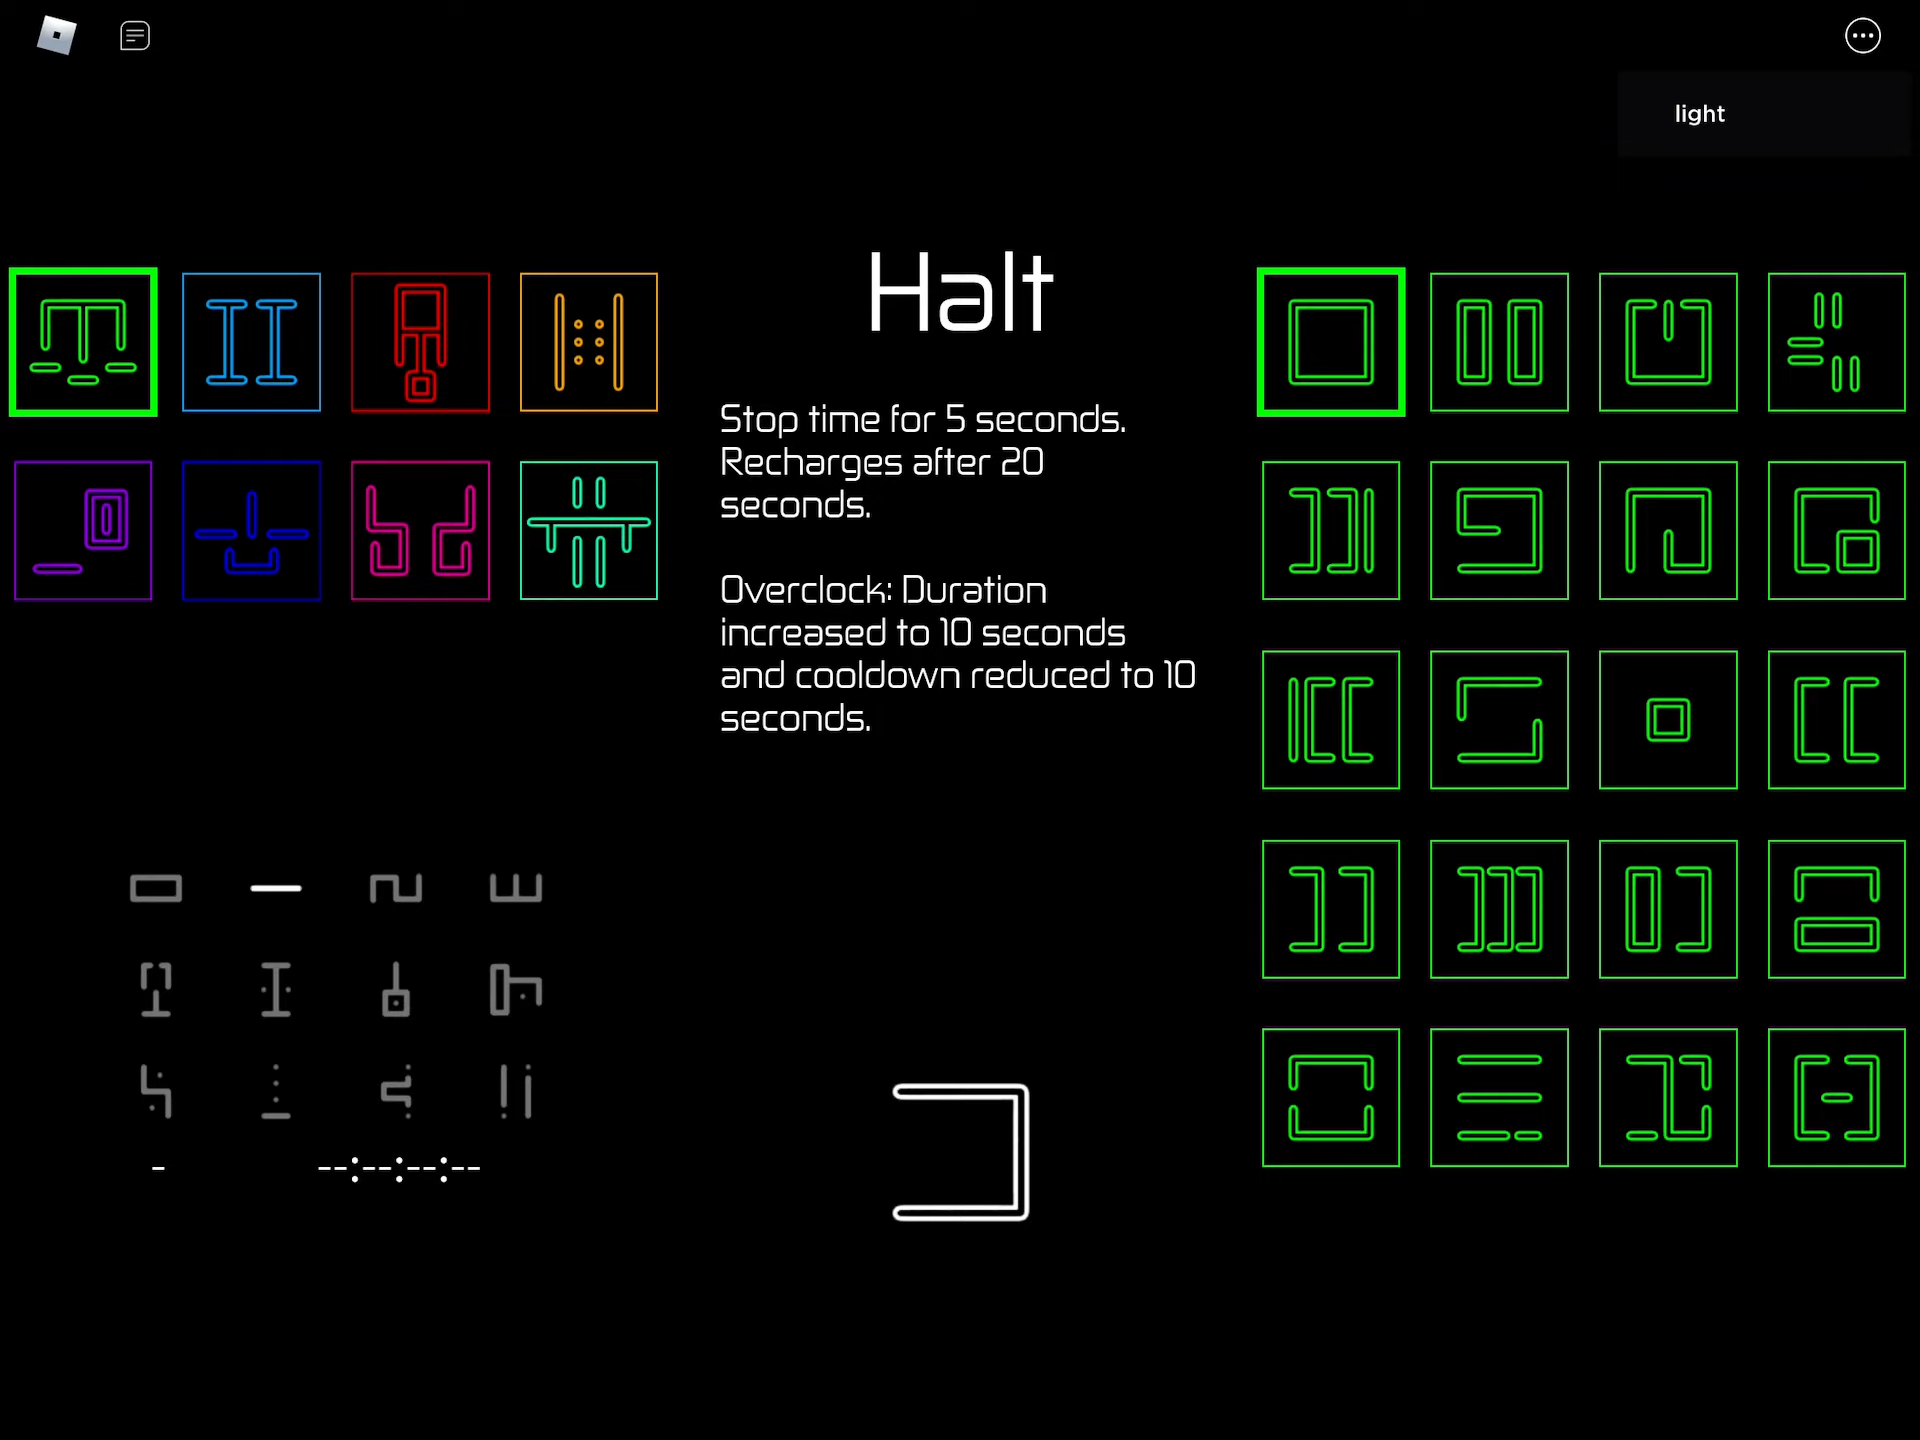 light
Halt
Stop time for 5 seconds.
Recharges after 20
seconds.
Overclock: Duration
increased to 10 seconds
and cooldown reduced to 10
seconds.
-
--:--:--:--